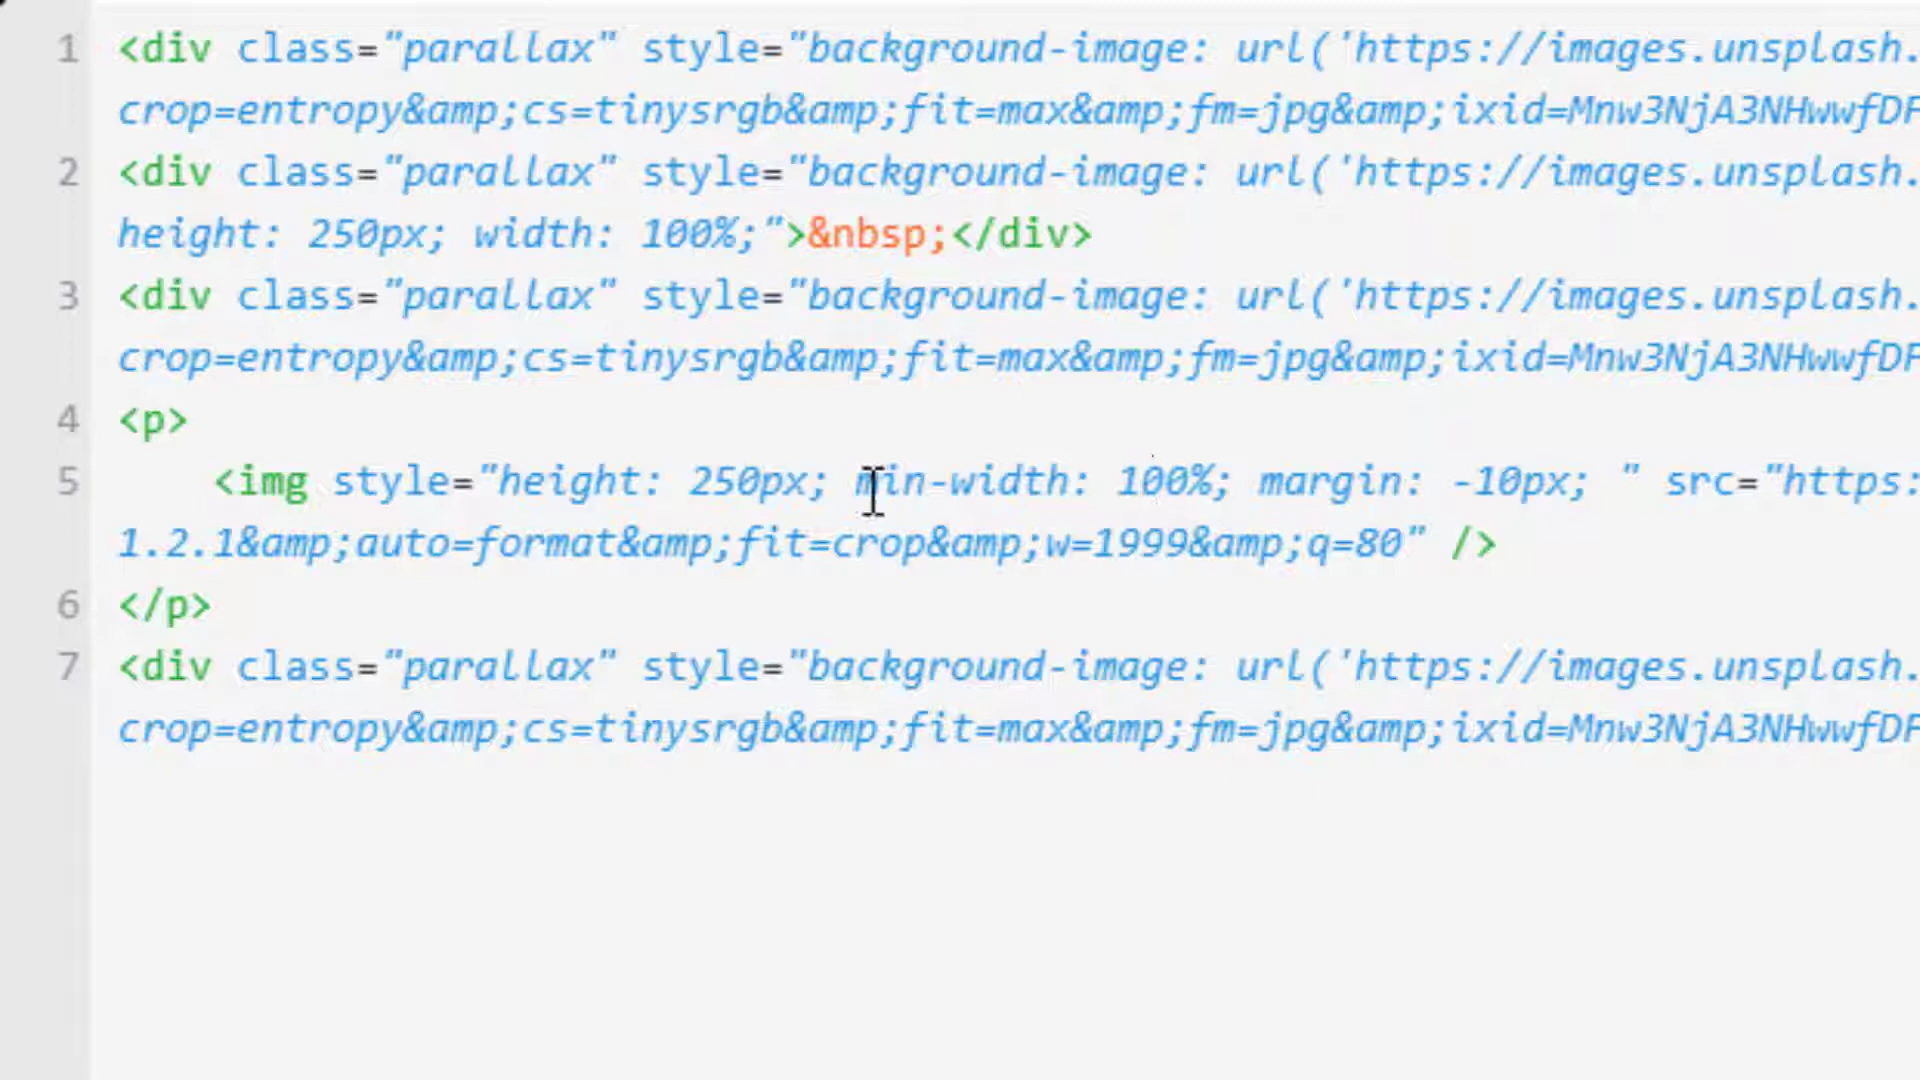 1 <div class="parallax" style="background-image: url('https://images.unsplash.
crop=entropy&amp;cs=tinysrgb&amp;fit=max&amp;fm=jpg&amp;ixid=Mnw3NjA3NHwwfDF
2 <div class="parallax" style="background-image: url('https://images.unsplash.
height: 250px; width: 100%;">&nbsp;</div>
3 <div class="parallax" style="background-image: url('https://images.unsplash.
crop=entropy&amp;cs=tinysrgb&amp;fit=max&amp;fm=jpg&amp;ixid=Mnw3NjA3NHwwfDF
4 <p>
5 <img style="height: 250px; min-width: 100%; margin: -10px; " src="https:
1.2.1&amp;auto=format&amp;fit=crop&amp;w=1999&amp;q=80" />
6 </p>
7 <div class="parallax" style="background-image: url('https://images.unsplash.
crop=entropy&amp;cs=tinysrgb&amp;fit=max&amp;fm=jpg&amp;ixid=Mnw3NjA3NHwwfDF